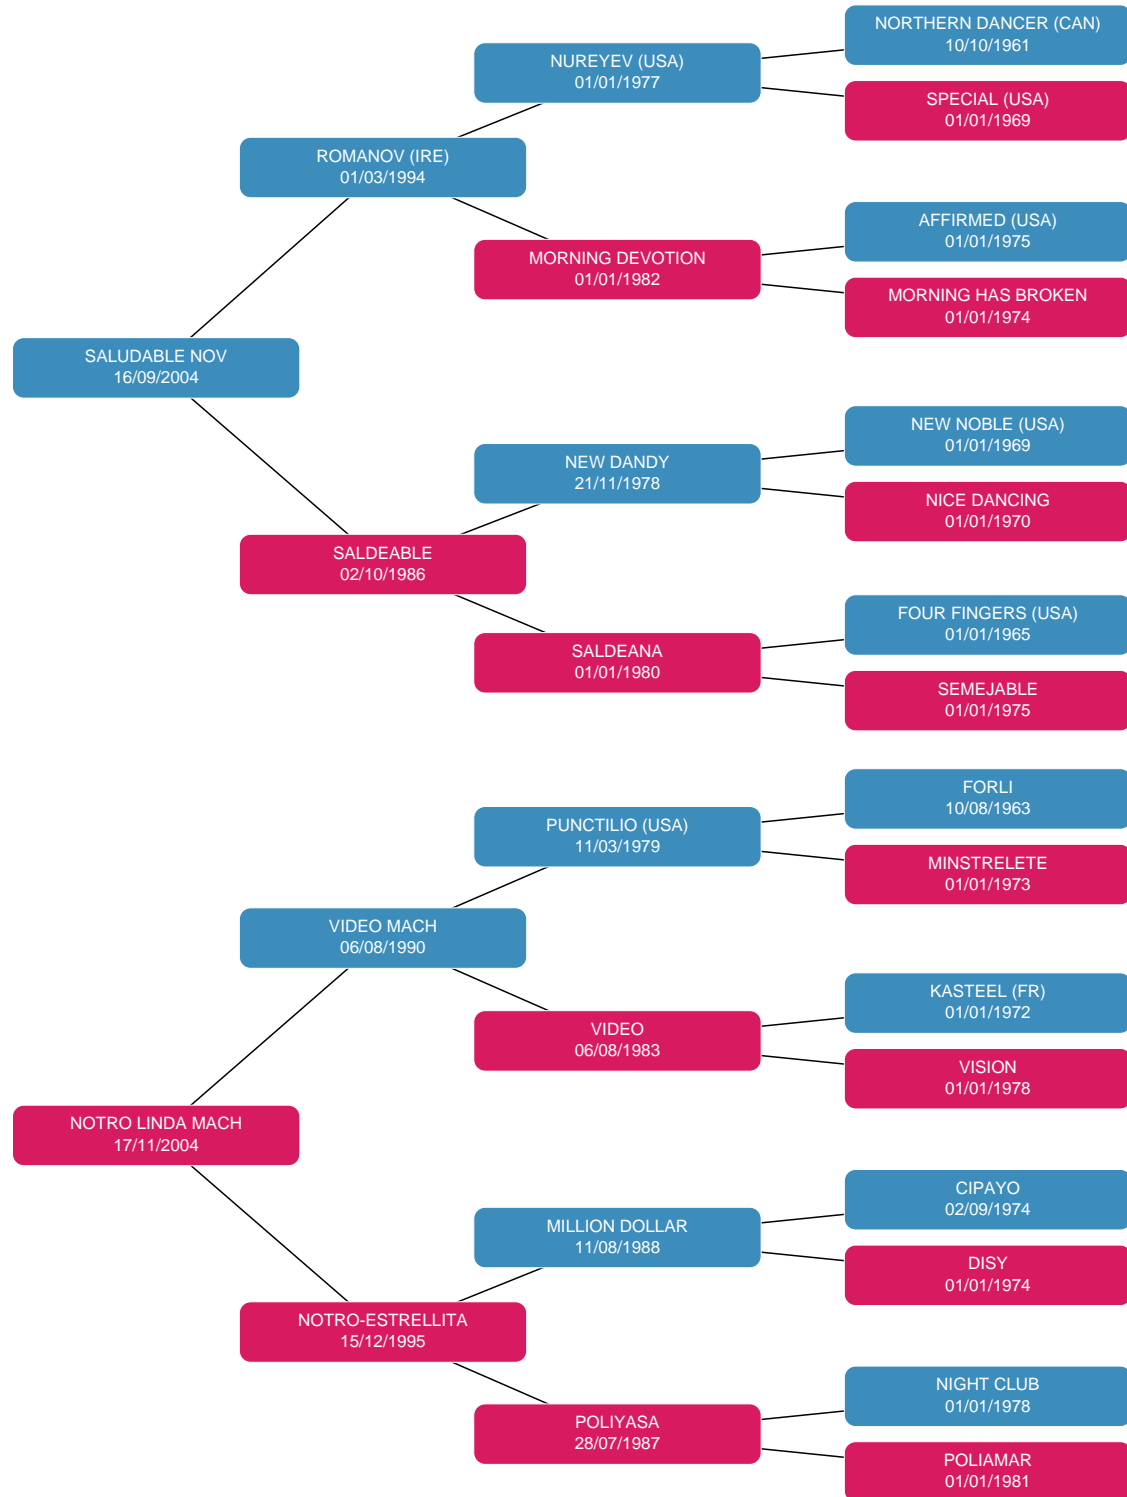 NORTHERN DANCER (CAN)
10/10/1961
NUREYEV (USA)
01/01/1977
SPECIAL (USA)
01/01/1969
ROMANOV (IRE)
01/03/1994
AFFIRMED (USA)
01/01/1975
MORNING DEVOTION
01/01/1982
MORNING HAS BROKEN
01/01/1974
SALUDABLE NOV
16/09/2004
NEW NOBLE (USA)
01/01/1969
NEW DANDY
21/11/1978
NICE DANCING
01/01/1970
SALDEABLE
02/10/1986
FOUR FINGERS (USA)
01/01/1965
SALDEANA
01/01/1980
SEMEJABLE
01/01/1975
FORLI
10/08/1963
PUNCTILIO (USA)
11/03/1979
MINSTRELETE
01/01/1973
VIDEO MACH
06/08/1990
KASTEEL (FR)
01/01/1972
VIDEO
06/08/1983
VISION
01/01/1978
NOTRO LINDA MACH
17/11/2004
CIPAYO
02/09/1974
MILLION DOLLAR
11/08/1988
DISY
01/01/1974
NOTRO-ESTRELLITA
15/12/1995
NIGHT CLUB
01/01/1978
POLIYASA
28/07/1987
POLIAMAR
01/01/1981